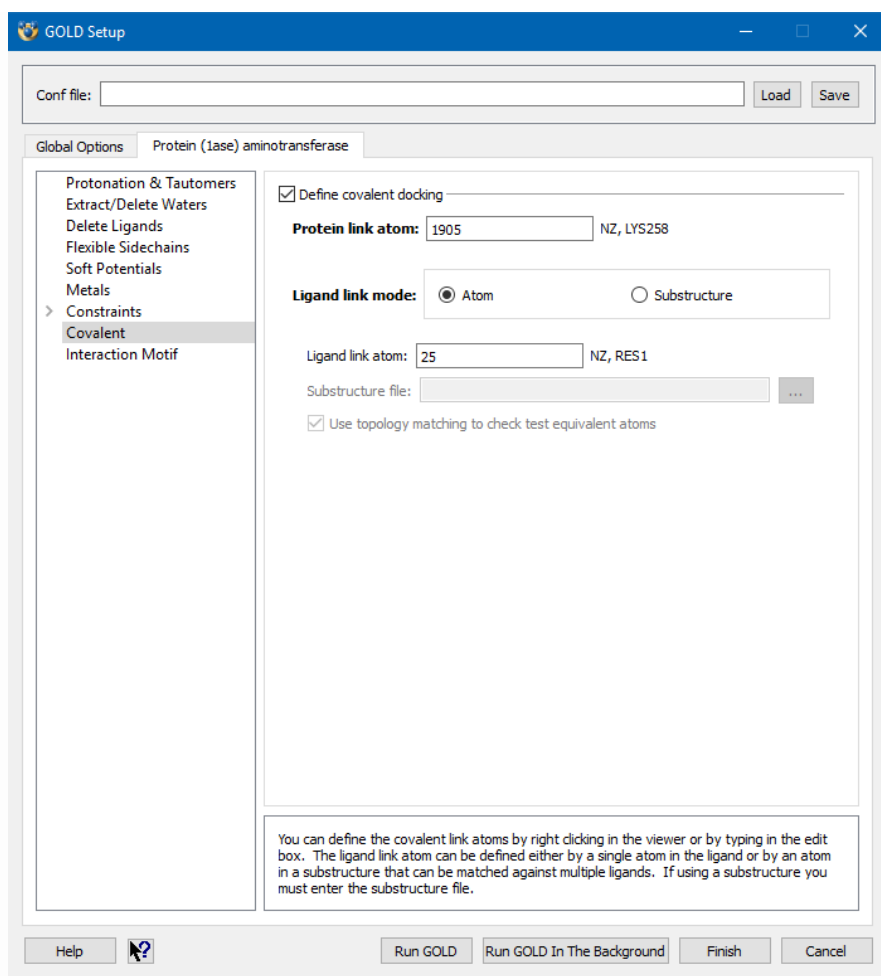 GOLD Setup
Conf file:
Load
Save
Global Options
Protein (1ase) aminotransferase
Protonation & Tautomers
Extract/Delete Waters
Delete Ligands
Flexible Sidechains
Soft Potentials
Metals
Constraints
Covalent
Interaction Motif
Define covalent docking
Protein link atom: 1905 NZ, LYS258
Ligand link mode: Atom Substructure
Ligand link atom: 25 NZ, RES1
Substructure file: ...
Use topology matching to check test equivalent atoms
You can define the covalent link atoms by right clicking in the viewer or by typing in the edit
box. The ligand link atom can be defined either by a single atom in the ligand or by an atom
in a substructure that can be matched against multiple ligands. If using a substructure you
must enter the substructure file.
Help
?
Run GOLD
Run GOLD In The Background
Finish
Cancel